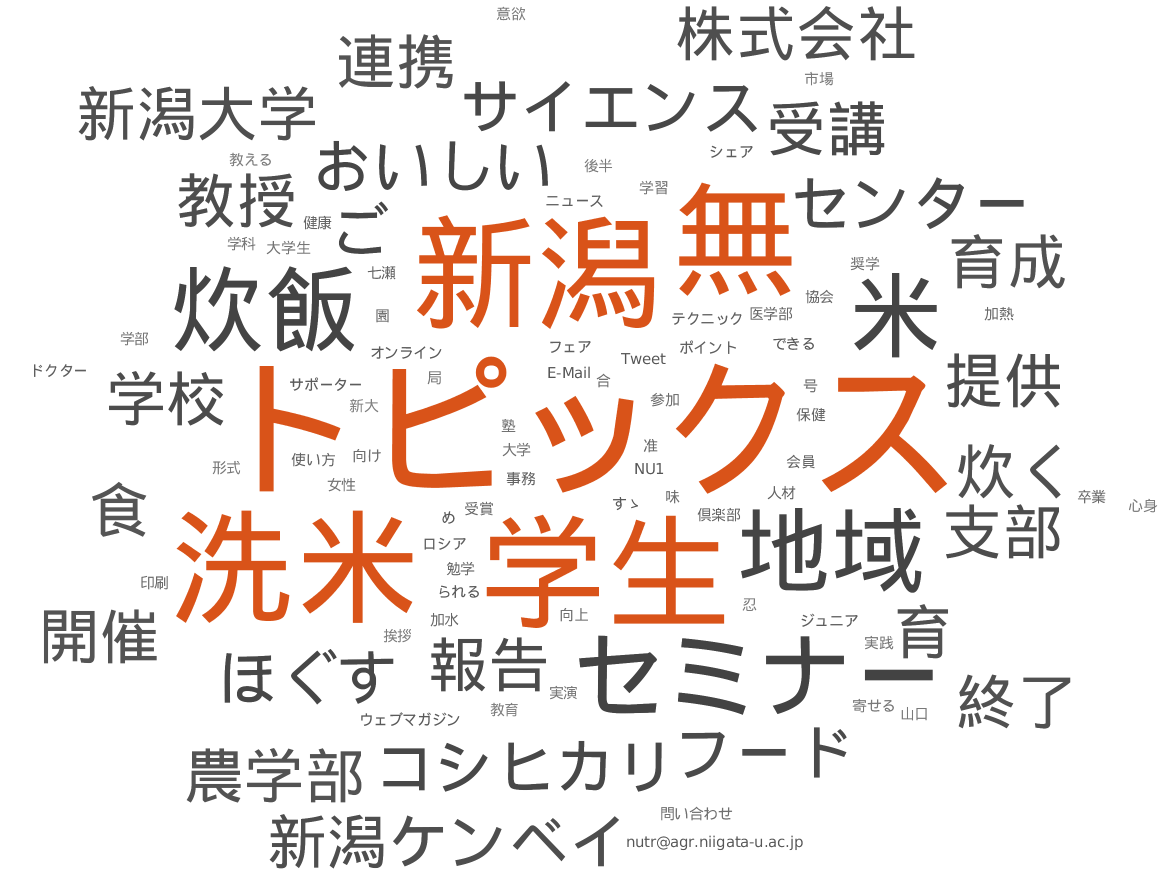 意欲
株式会社
連携
市場
サイエンス
新潟大学
受講
シェア
おいしい
教える
後半
学習
教授
無
センター
ニュース
健康
ご
新潟
学科
大学生
育成
奨学
七瀬
炊飯
米
協会
園
テクニック
医学部
加熱
学部
オンライン
フェア
ポイント
できる
Tweet
ドクター
サポーター
E-Mail
局
合
提供
学校
トピックス
号
新大
参加
保健
塾
准
大学
形式
使い方
向け
NU1
会員
炊く
女性
事務
人材
卒業
食
すゝ
味
心身
め
受賞
倶楽部
支部
地域
洗米
学生
ロシア
勉学
印刷
られる
忍
加水
向上
ジュニア
育
開催
挨拶
実践
ほぐす
報告
セミナー
実演
終了
教育
寄せる
山口
ウェブマガジン
農学部
コシヒカリ
フード
問い合わせ
新潟ケンベイ
nutr@agr.niigata-u.ac.jp